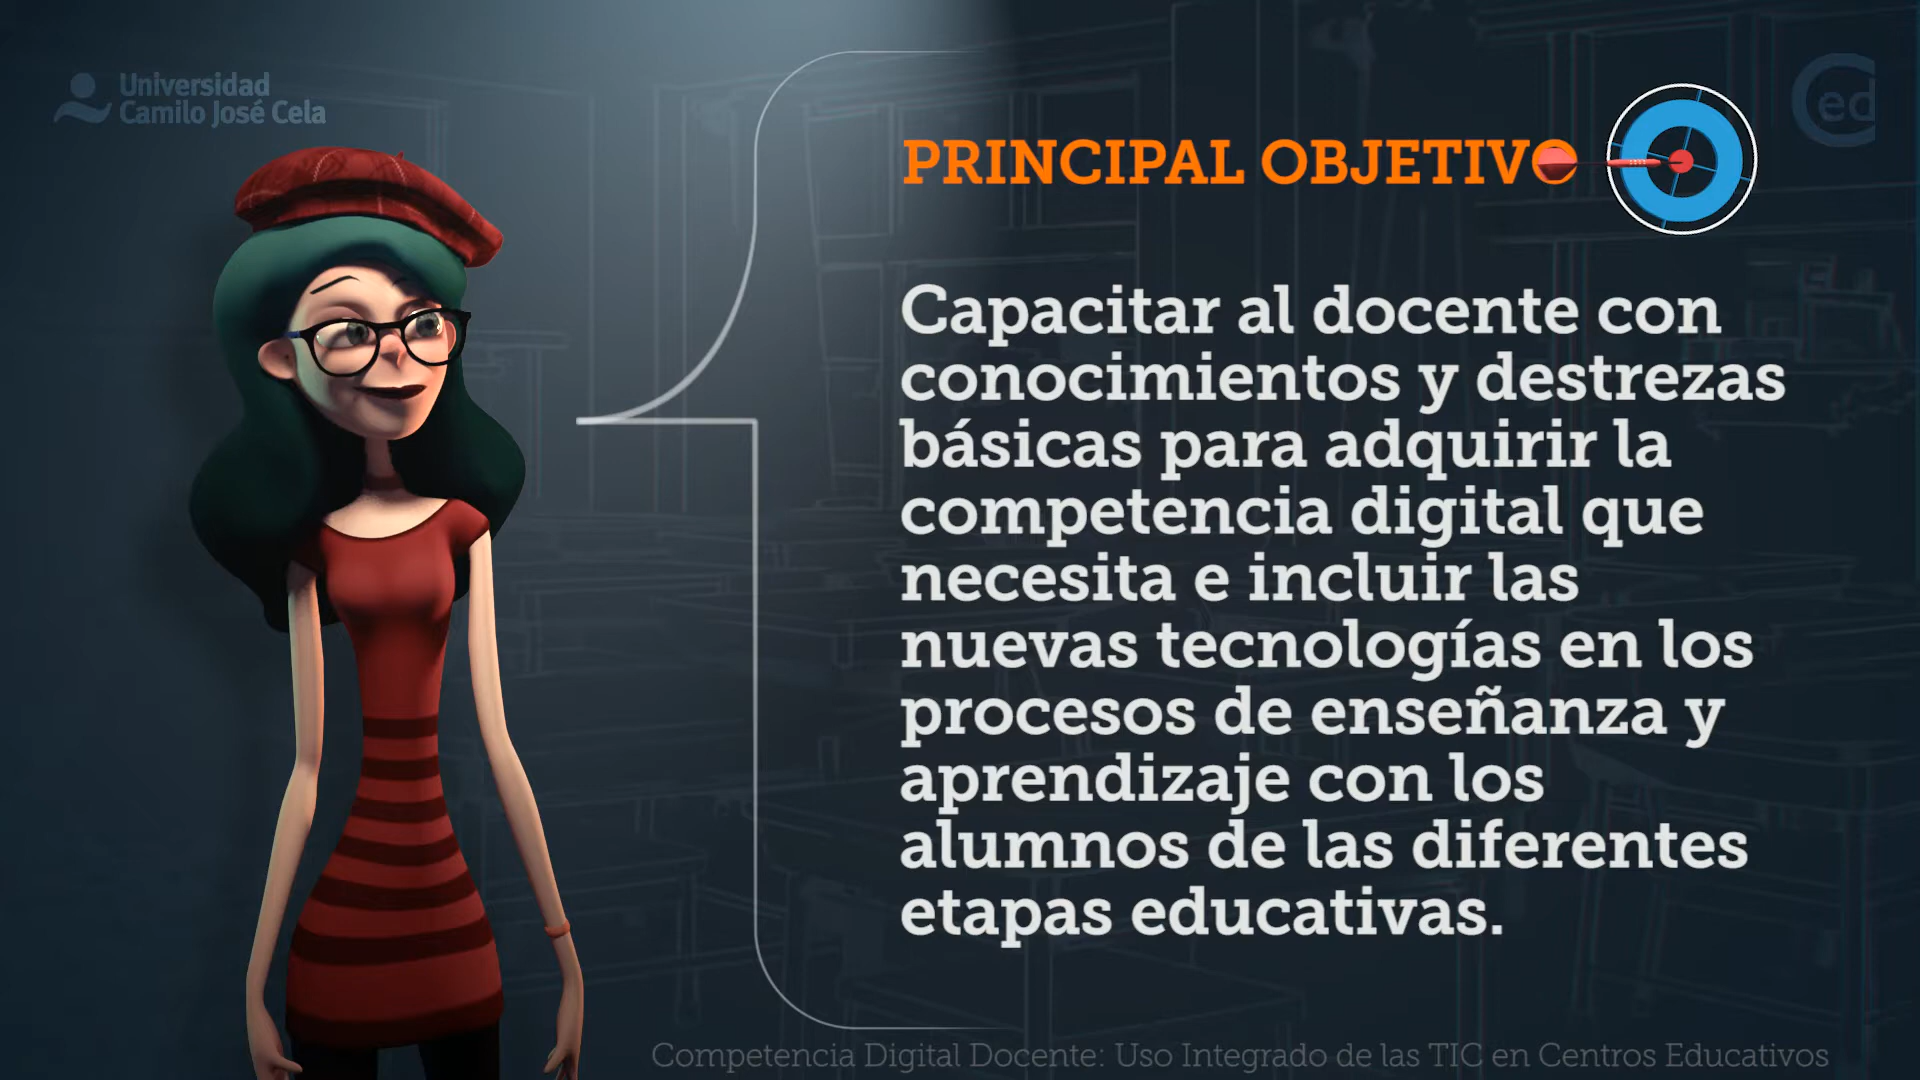 Universidad
Camilo José Cela
ed
PRINCIPAL OBJETIVO
Capacitar al docente con
conocimientos y destrezas
básicas para adquirir la
competencia digital que
necesita e incluir las
nuevas tecnologías en los
procesos de enseñanza y
aprendizaje con los
alumnos de las diferentes
etapas educativas.
Competencia Digital Docente: Uso Integrado de las TIC en Centros Educativos